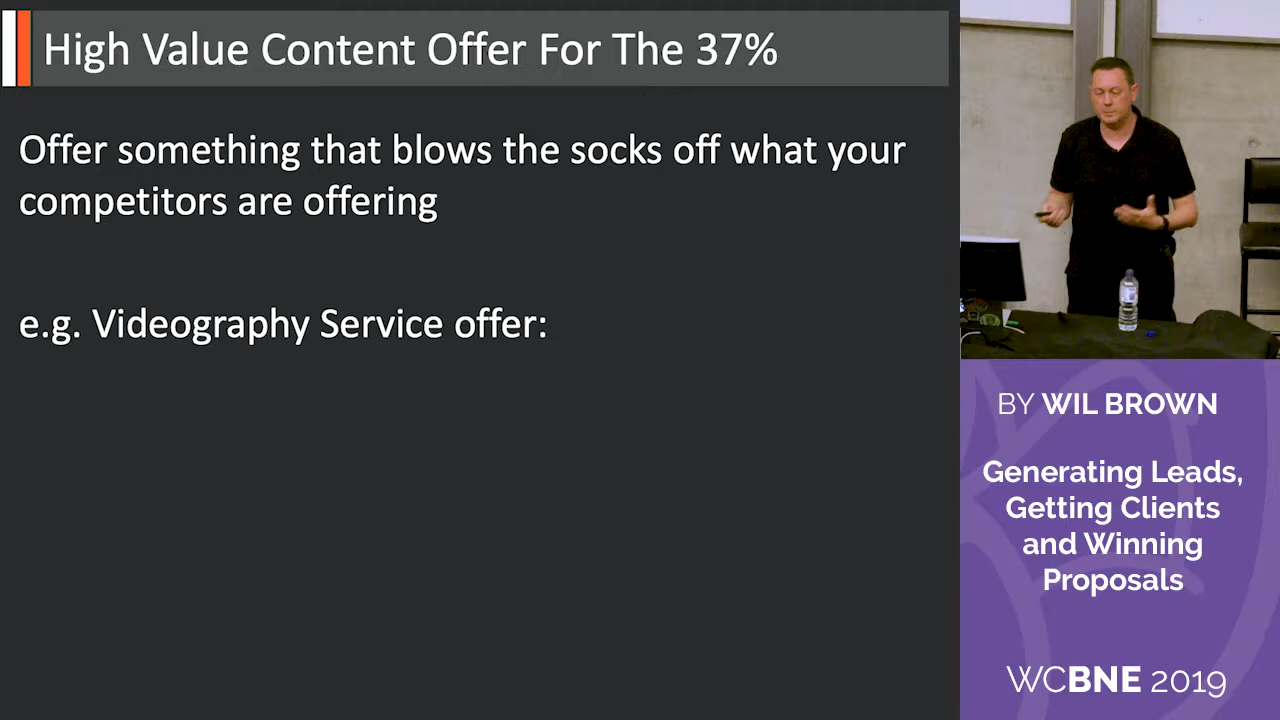 High Value Content Offer For The 37%
Offer something that blows the socks off what your
competitors are offering
e.g. Videography Service offer:
BY WIL BROWN
Generating Leads,
Getting Clients
and Winning
Proposals
WCBNE 2019